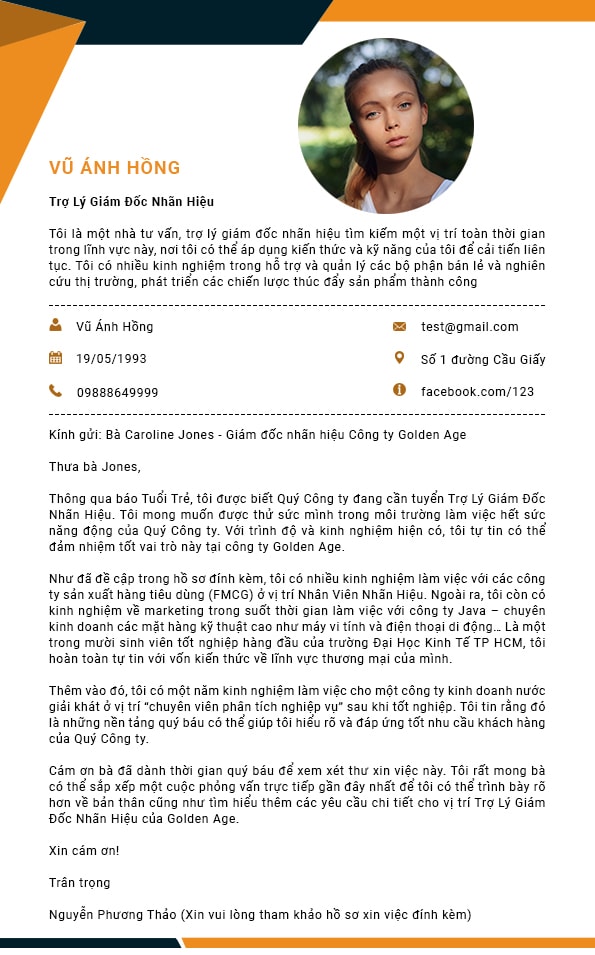 VŨ ÁNH HỒNG
Trợ Lý Giám Đốc Nhãn Hiệu
Tôi là một nhà tư vấn, trợ lý giám đốc nhãn hiệu tìm kiếm một vị trí toàn thời gian
trong lĩnh vực này, nơi tôi có thể áp dụng kiến thức và kỹ năng của tôi để cải tiến liên
tục. Tôi có nhiều kinh nghiệm trong hỗ trợ và quản lý các bộ phận bán lẻ và nghiên
cứu thị trường, phát triển các chiến lược thúc đẩy sản phẩm thành công
Vũ Ánh Hồng
test@gmail.com
19/05/1993
Số 1 đường Cầu Giấy
09888649999
facebook.com/123
Kính gửi: Bà Caroline Jones - Giám đốc nhãn hiệu Công ty Golden Age
Thưa bà Jones,
Thông qua báo Tuổi Trẻ, tôi được biết Quý Công ty đang cần tuyển Trợ Lý Giám Đốc
Nhãn Hiệu. Tôi mong muốn được thử sức mình trong môi trường làm việc hết sức
năng động của Quý Công ty. Với trình độ và kinh nghiệm hiện có, tôi tự tin có thể
đảm nhiệm tốt vai trò này tại công ty Golden Age.
Như đã đề cập trong hồ sơ đính kèm, tôi có nhiều kinh nghiệm làm việc với các công
ty sản xuất hàng tiêu dùng (FMCG) ở vị trí Nhân Viên Nhãn Hiệu. Ngoài ra, tôi còn có
kinh nghiệm về marketing trong suốt thời gian làm việc với công ty Java – chuyên
kinh doanh các mặt hàng kỹ thuật cao như máy vi tính và điện thoại di động… Là một
trong mười sinh viên tốt nghiệp hàng đầu của trường Đại Học Kinh Tế TP HCM, tôi
hoàn toàn tự tin với vốn kiến thức về lĩnh vực thương mại của mình.
Thêm vào đó, tôi có một năm kinh nghiệm làm việc cho một công ty kinh doanh nước
giải khát ở vị trí “chuyên viên phân tích nghiệp vụ” sau khi tốt nghiệp. Tôi tin rằng đó
là những nền tảng quý báu có thể giúp tôi hiểu rõ và đáp ứng tốt nhu cầu khách hàng
của Quý Công ty.
Cám ơn bà đã dành thời gian quý báu để xem xét thư xin việc này. Tôi rất mong bà
có thể sắp xếp một cuộc phỏng vấn trực tiếp gần đây nhất để tôi có thể trình bày rõ
hơn về bản thân cũng như tìm hiểu thêm các yêu cầu chi tiết cho vị trí Trợ Lý Giám
Đốc Nhãn Hiệu của Golden Age.
Xin cám ơn!
Trân trọng
Nguyễn Phương Thảo (Xin vui lòng tham khảo hồ sơ xin việc đính kèm)